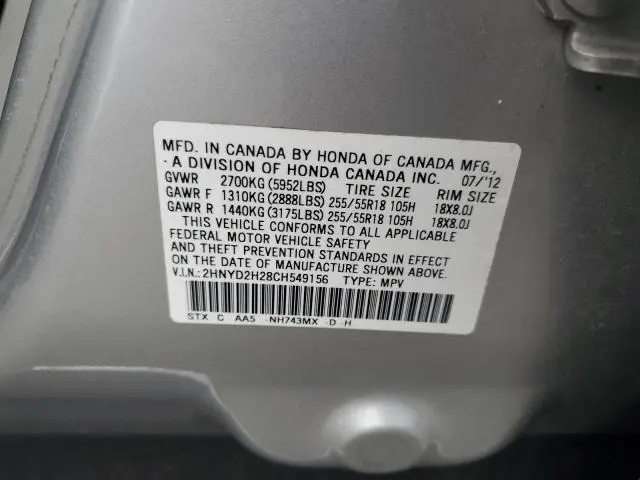 MFD. IN CANADA BY HONDA OF CANADA MFG.,
A DIVISION OF HONDA CANADA INC. 07/'12
GVWR 2700KG (5952LBS) TIRE SIZE RIM SIZE
GAWR F 1310KG (2888LBS) 255/55R18 105H 18X8.0J
GAWR R 1440KG (3175LBS) 255/55R18 105H 18X8.0J
THIS VEHICLE CONFORMS TO ALL APPLICABLE
FEDERAL MOTOR VEHICLE SAFETY
AND THEFT PREVENTION STANDARDS IN EFFECT
ON THE DATE OF MANUFACTURE SHOWN ABOVE.
V.I.N.: 2HNYD2H28CH549156 TYPE: MPV
STX C AA5 -NH743MX -D -H